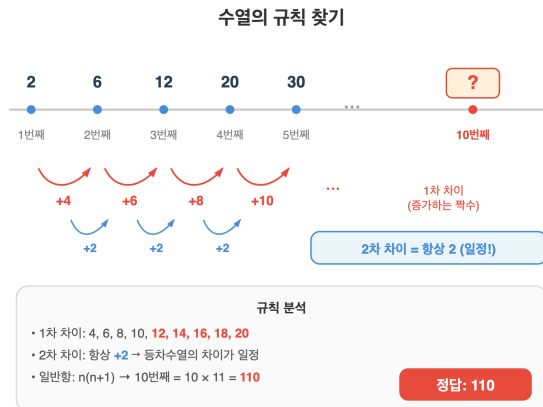 수열의 규칙 찾기
2 6 12 20 30 ... ?
1번째 2번째 3번째 4번째 5번째 10번째
+4 +6 +8 +10 ...
1차 차이
(증가하는 짝수)
+2 +2 +2
2차 차이 = 항상 2 (일정!)
규칙 분석
• 1차 차이: 4, 6, 8, 10, 12, 14, 16, 18, 20
• 2차 차이: 항상 +2 → 등차수열의 차이가 일정
• 일반항: n(n+1) → 10번째 = 10 × 11 = 110
정답: 110